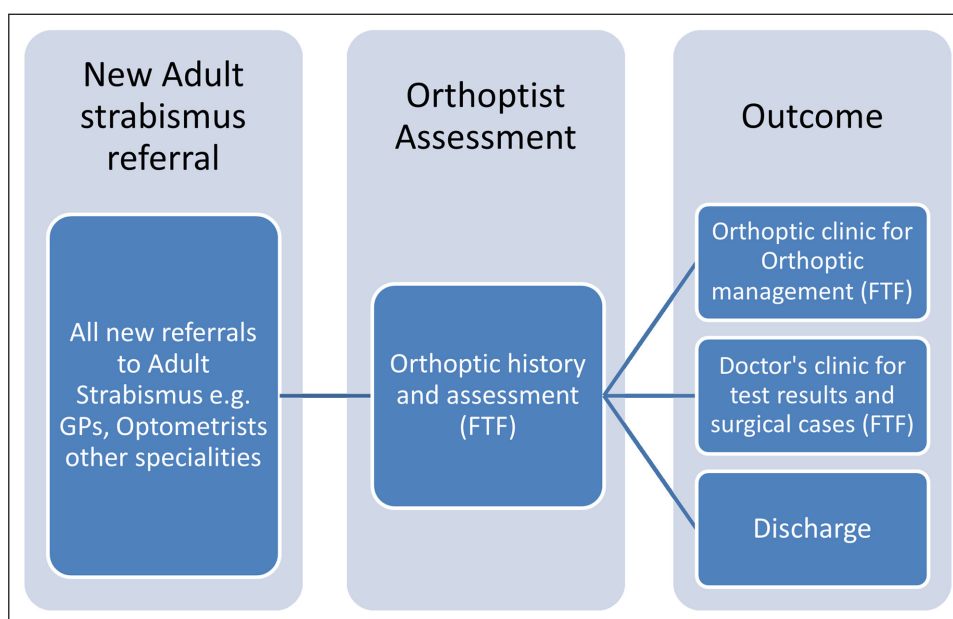 New Adult
strabismus
referral
All new referrals
to Adult
Strabismus e.g.
GPs, Optometrists
other specialities
Orthoptist
Assessment
Orthoptic history
and assessment
(FTF)
Outcome
Orthoptic clinic for
Orthoptic
management (FTF)
Doctor's clinic for
test results and
surgical cases (FTF)
Discharge